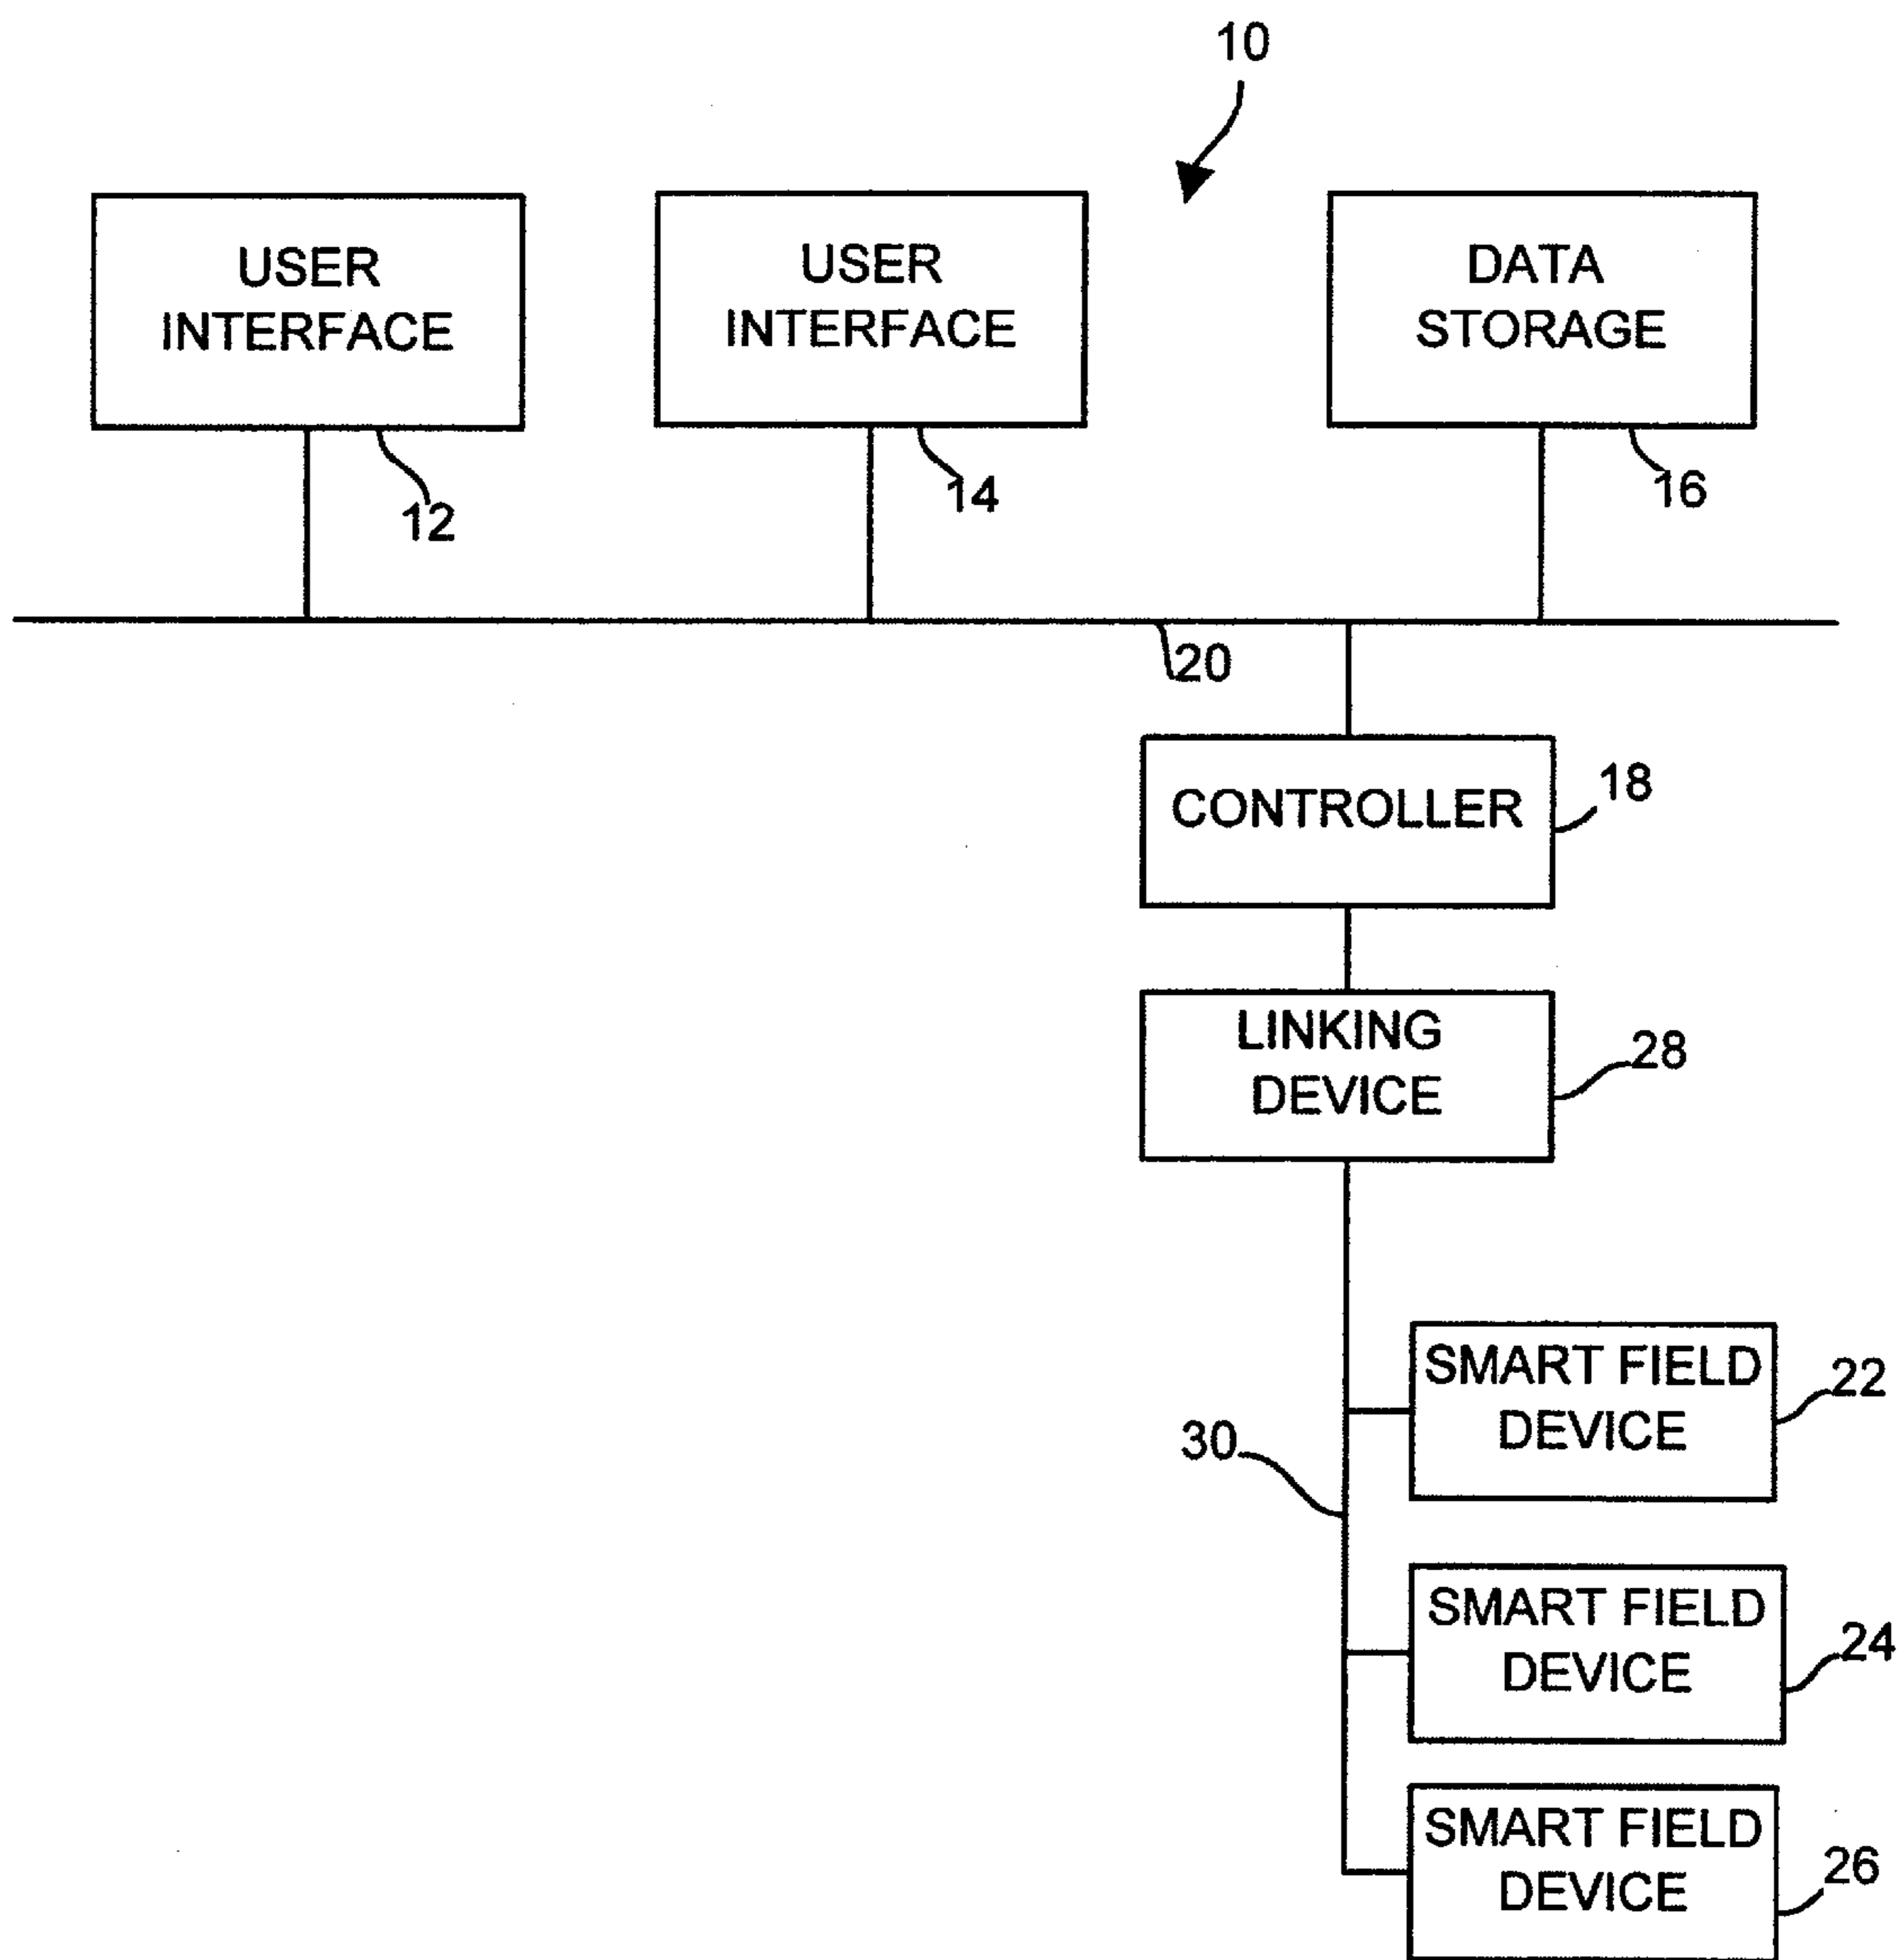 10
USER
INTERFACE
USER
INTERFACE
DATA
STORAGE
12
14
16
20
CONTROLLER
18
LINKING
DEVICE
28
SMART FIELD
DEVICE
22
30
SMART FIELD
DEVICE
24
SMART FIELD
DEVICE
26